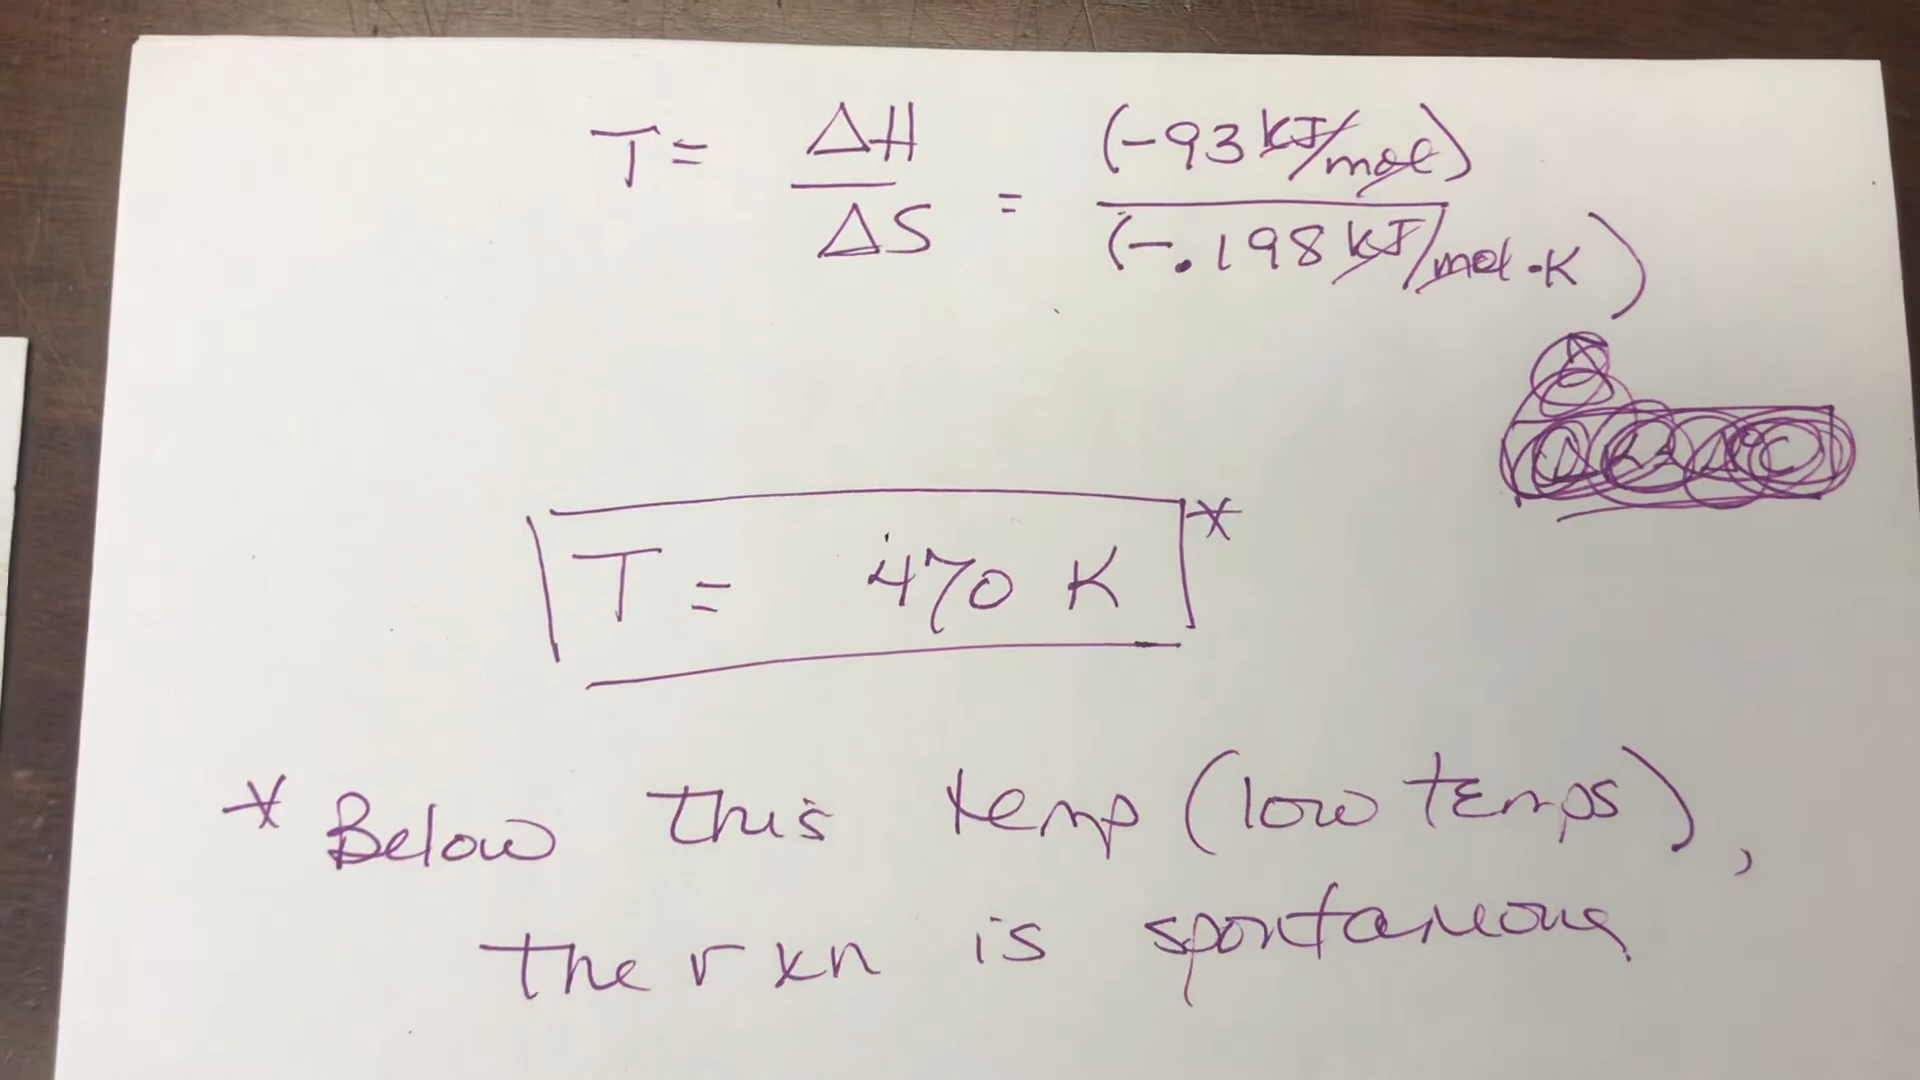 T = ΔH / ΔS = (-93 kJ/mol) / (-.198 kJ/mol·K)
T = 470 K *
* Below this temp (low temps),
the rxn is spontaneous